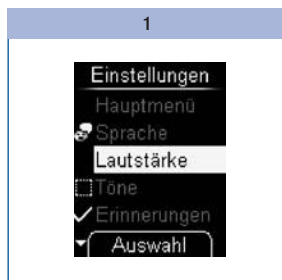 1
Einstellungen
Hauptmenü
Sprache
Lautstärke
Töne
Erinnerungen
Auswahl